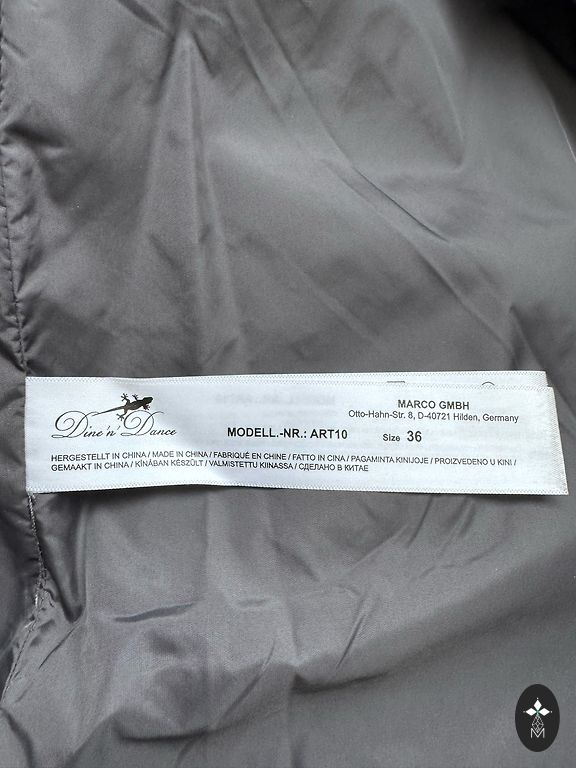 Dine'n Dance
MODELL.-NR.: ART10
MARCO GMBH
Otto-Hahn-Str. 8, D-40721 Hilden, Germany
Size 36
HERGESTELLT IN CHINA / MADE IN CHINA / FABRIQUÉ EN CHINE / FATTO IN CINA / PAGAMINTA KINIJOJE / PROIZVEDENO U KINI /
GEMAAKT IN CHINA / KÍNÁBAN KÉSZÜLT / VALMISTETTU KIINASSA / СДЕЛАНО В КИТАЕ
M